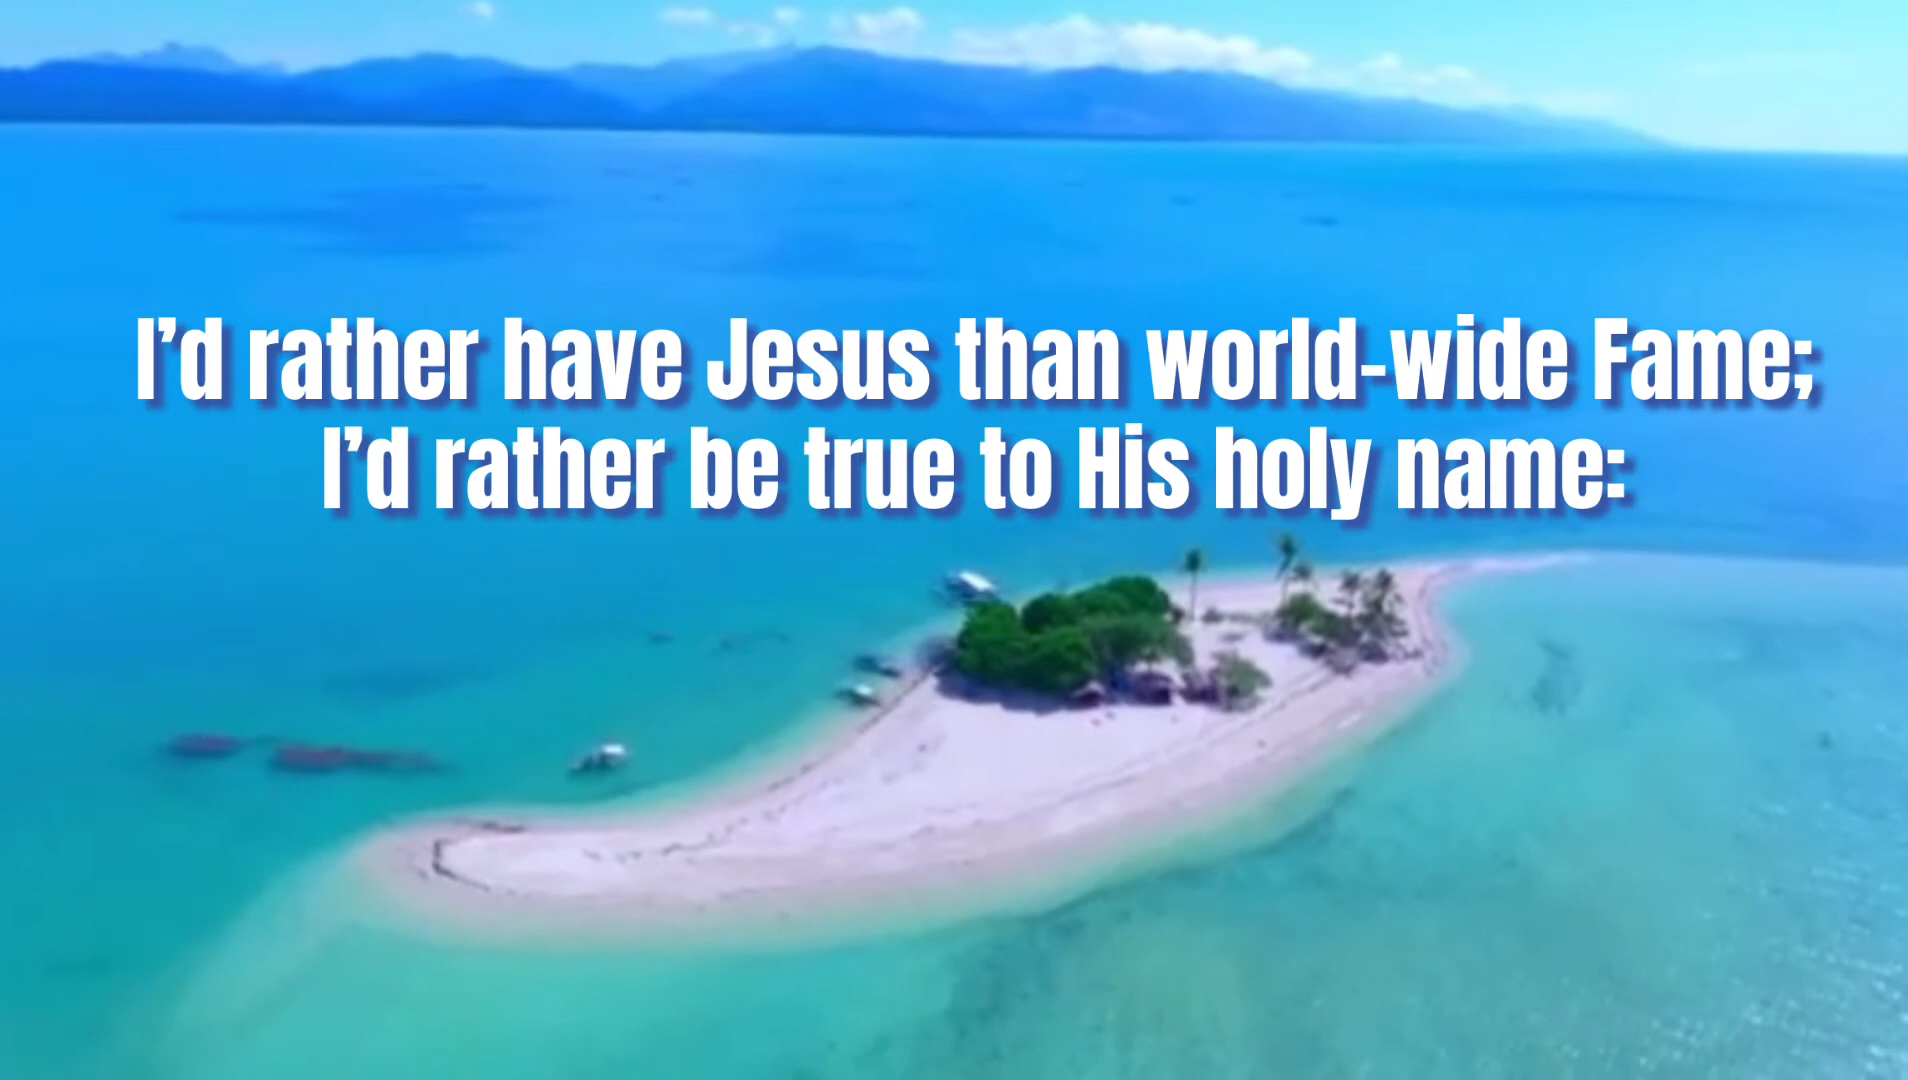 I’d rather have Jesus than world-wide Fame;
I’d rather be true to His holy name: